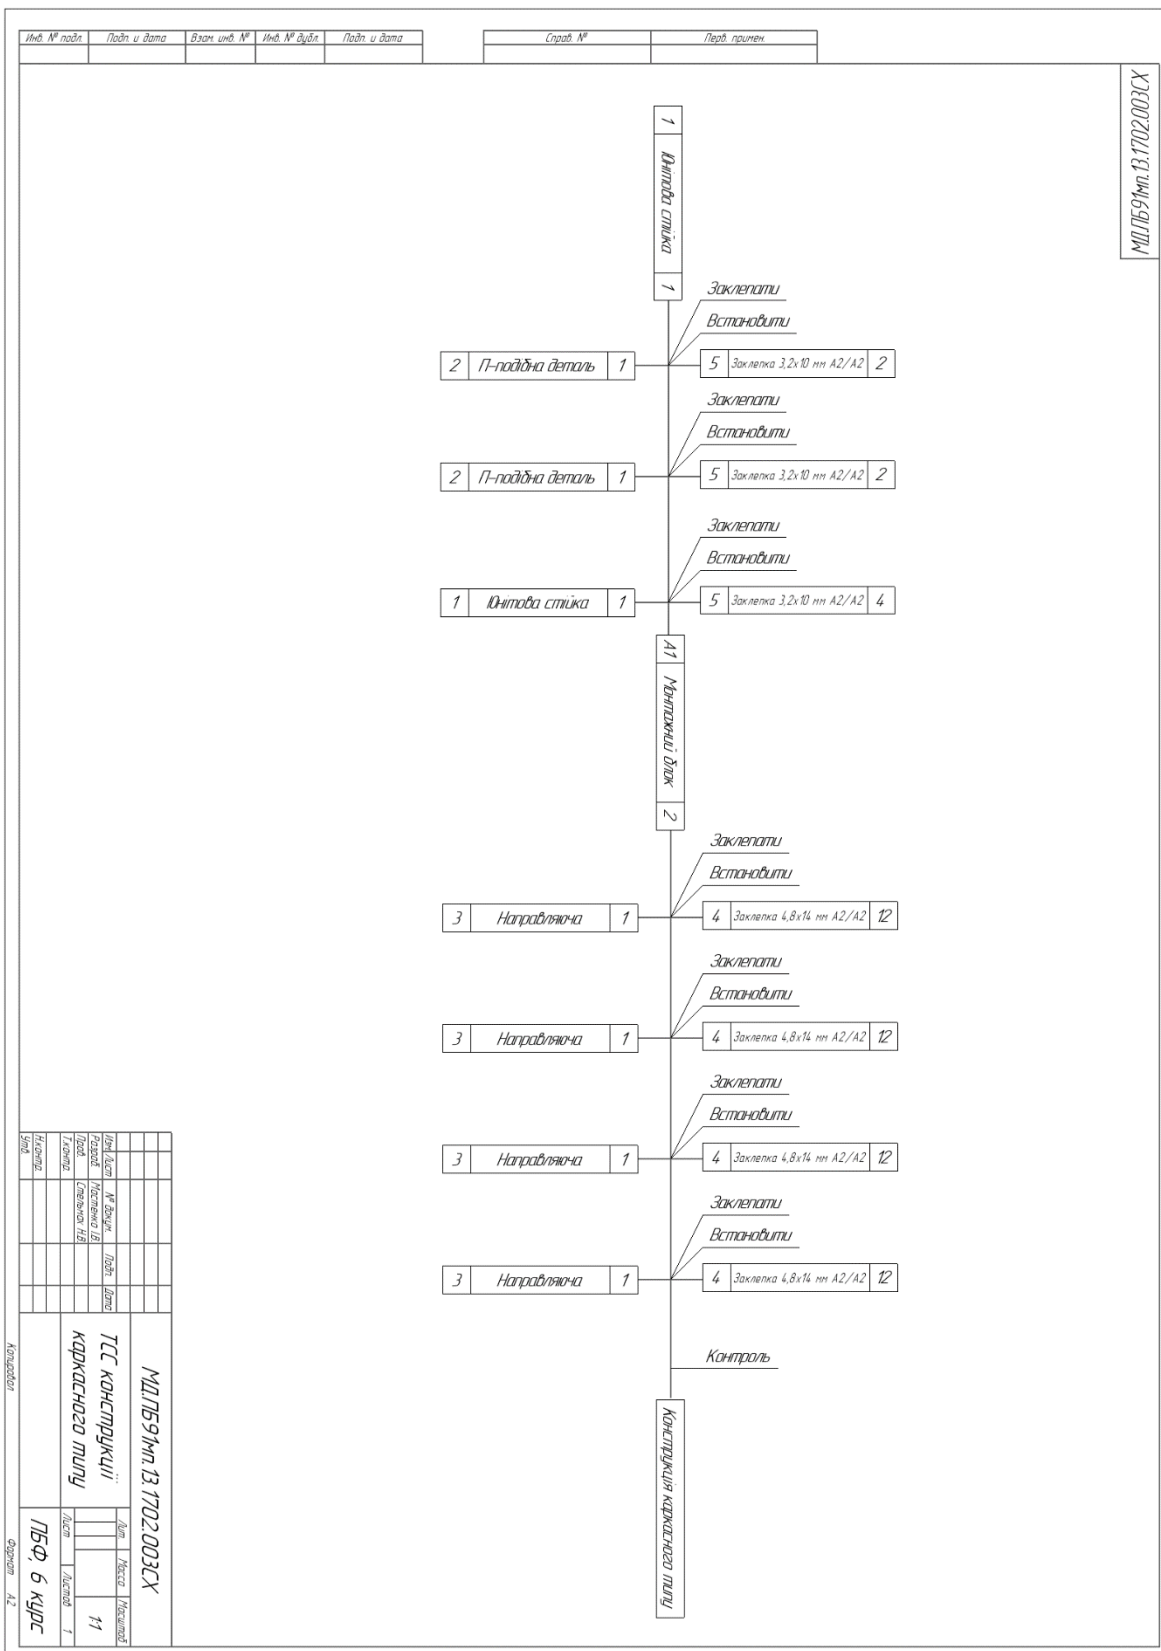 Инв. № подл.
Подп. и дата
Взам. инв. №
Инв. № дубл.
Подп. и дата
Справ. №
Перв. примен.
МД.ПБ91мп.13.1702.003СХ
1
Юнітова стійка
1
Заклепати
Встановити
2 П-подібна деталь 1
5 Заклепка 3,2х10 мм А2/А2 2
Заклепати
Встановити
2 П-подібна деталь 1
5 Заклепка 3,2х10 мм А2/А2 2
Заклепати
Встановити
1 Юнітова стійка 1
5 Заклепка 3,2х10 мм А2/А2 4
А1
Монтажний блок
2
Заклепати
Встановити
3 Направляюча 1
4 Заклепка 4,8х14 мм А2/А2 12
Заклепати
Встановити
3 Направляюча 1
4 Заклепка 4,8х14 мм А2/А2 12
Заклепати
Встановити
3 Направляюча 1
4 Заклепка 4,8х14 мм А2/А2 12
Заклепати
Встановити
3 Направляюча 1
4 Заклепка 4,8х14 мм А2/А2 12
Контроль
Конструкція каркасного типу
МД.ПБ91мп.13.1702.003СХ
Изм. Лист № докум. Подп. Дата
Разраб. Мостенко І.В.
Пров. Стельмах Н.В.
Т.контр.
Н.контр.
Утв.
ТСС конструкції
каркасного типу
Лит. Масса Масштаб
1:1
Лист Листов 1
ПБФ, 6 курс
Копировал
Формат А2